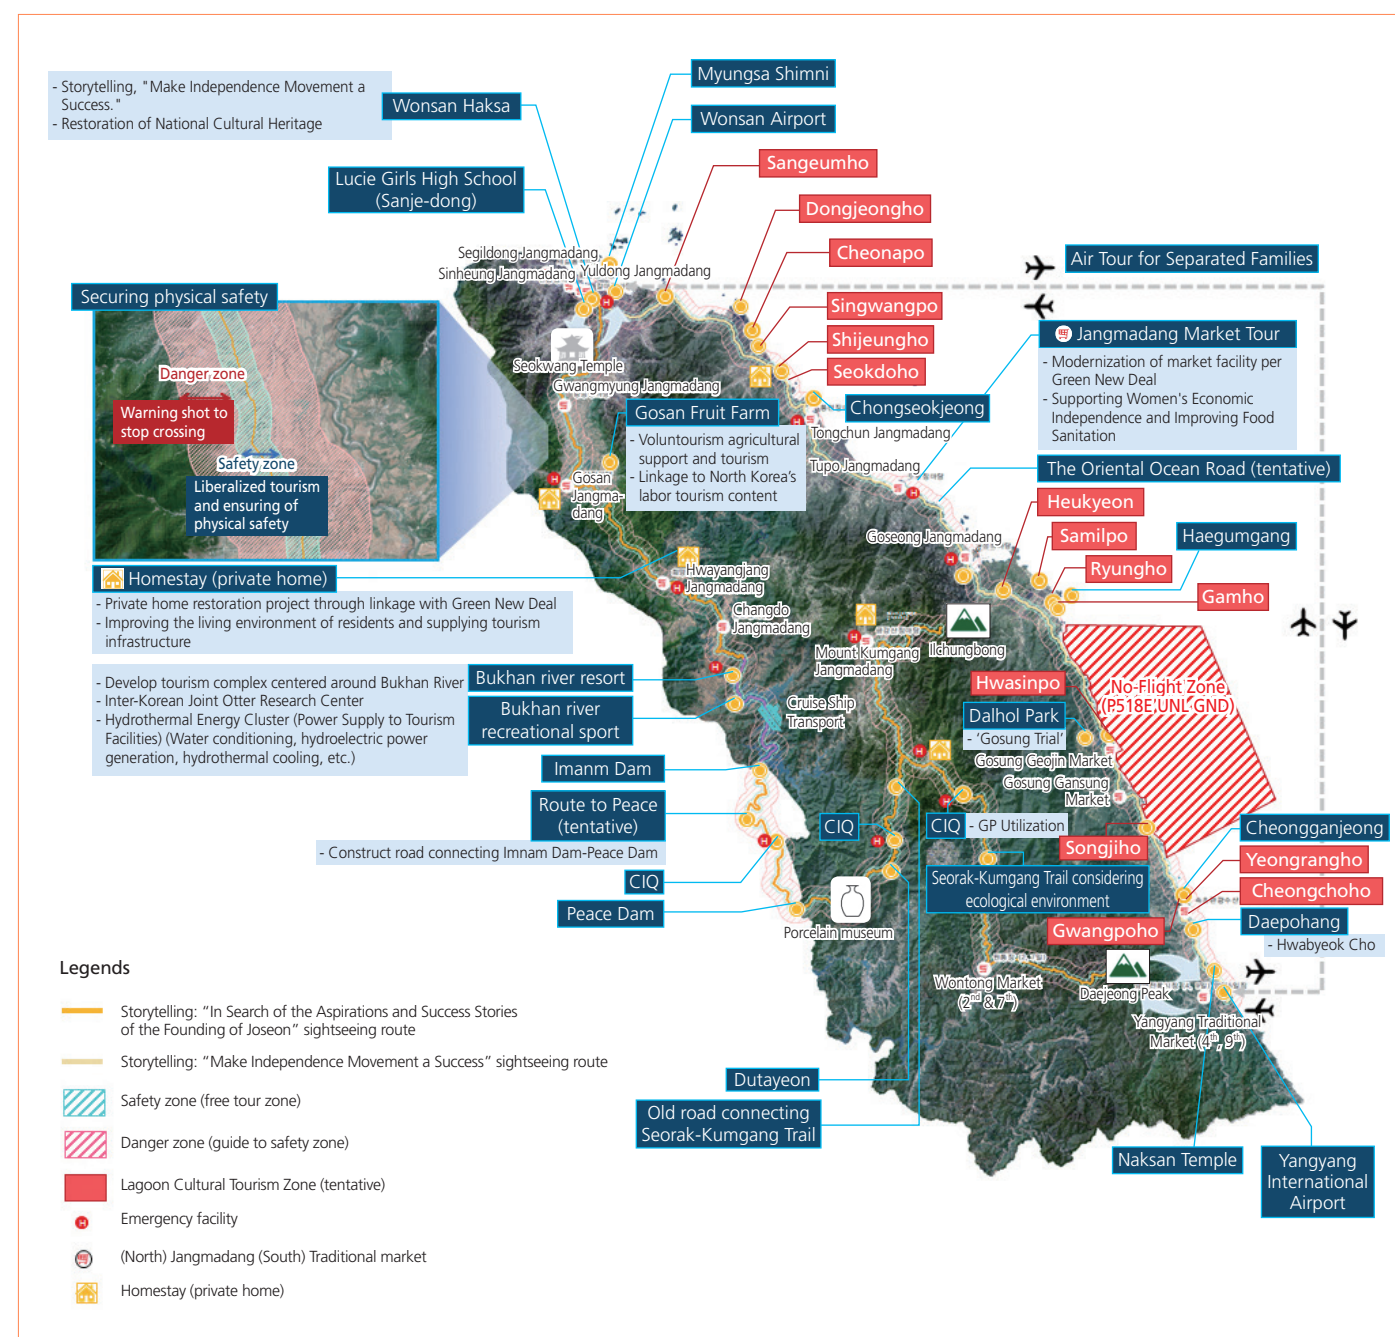 - Storytelling, "Make Independence Movement a
Success."
- Restoration of National Cultural Heritage
Wonsan Haksa
Myungsa Shimni
Wonsan Airport
Lucie Girls High School
(Sanje-dong)
Sangeumho
Dongjeongho
Cheonapo
Singwangpo
Shijeungho
Seokdoho
Segildong Jangmadang
Sinheung Jangmadang
Yuldong Jangmadang
Air Tour for Separated Families
Jangmadang Market Tour
- Modernization of market facility per
Green New Deal
- Supporting Women's Economic
Independence and Improving Food
Sanitation
Securing physical safety
Danger zone
Warning shot to
stop crossing
Safety zone
Liberalized tourism
and ensuring of
physical safety
Seokwang Temple
Gwangmyung Jangmadang
Gosan Fruit Farm
- Voluntourism agricultural
support and tourism
- Linkage to North Korea's
labor tourism content
Chongseokjeong
Tongchun Jangmadang
Tupo Jangmadang
The Oriental Ocean Road (tentative)
Gosan
Jangma-
dang
Heukyeon
Samilpo
Haegumgang
Ryungho
Gamho
Goseong Jangmadang
Homestay (private home)
- Private home restoration project through linkage with Green New Deal
- Improving the living environment of residents and supplying tourism
infrastructure
Hwayangjang
Jangmadang
Changdo
Jangmadang
Mount Kumgang
Jangmadang
Ilchungbong
- Develop tourism complex centered around Bukhan River
- Inter-Korean Joint Otter Research Center
- Hydrothermal Energy Cluster (Power Supply to Tourism
Facilities) (Water conditioning, hydroelectric power
generation, hydrothermal cooling, etc.)
Bukhan river resort
Bukhan river
recreational sport
Cruise Ship
Transport
Hwasinpo
No-Flight Zone
(P518E UNL GND)
Dalhol Park
- 'Gosung Trial'
Gosung Geojin Market
Gosung Gansung
Market
Imanm Dam
Route to Peace
(tentative)
- Construct road connecting Imnam Dam-Peace Dam
CIQ
Peace Dam
CIQ
CIQ
- GP Utilization
Songjiho
Cheongganjeong
Yeongrangho
Cheongchoho
Daepohang
- Hwabyeok Cho
Seorak-Kumgang Trail considering
ecological environment
Gwangpoho
Porcelain museum
Wontong Market
(2nd & 7th)
Daejeong Peak
Yangyang Traditional
Market (4th, 9th)
Dutayeon
Old road connecting
Seorak-Kumgang Trail
Naksan Temple
Yangyang
International
Airport
Legends
Storytelling: "In Search of the Aspirations and Success Stories
of the Founding of Joseon" sightseeing route
Storytelling: "Make Independence Movement a Success" sightseeing route
Safety zone (free tour zone)
Danger zone (guide to safety zone)
Lagoon Cultural Tourism Zone (tentative)
H Emergency facility
(North) Jangmadang (South) Traditional market
Homestay (private home)